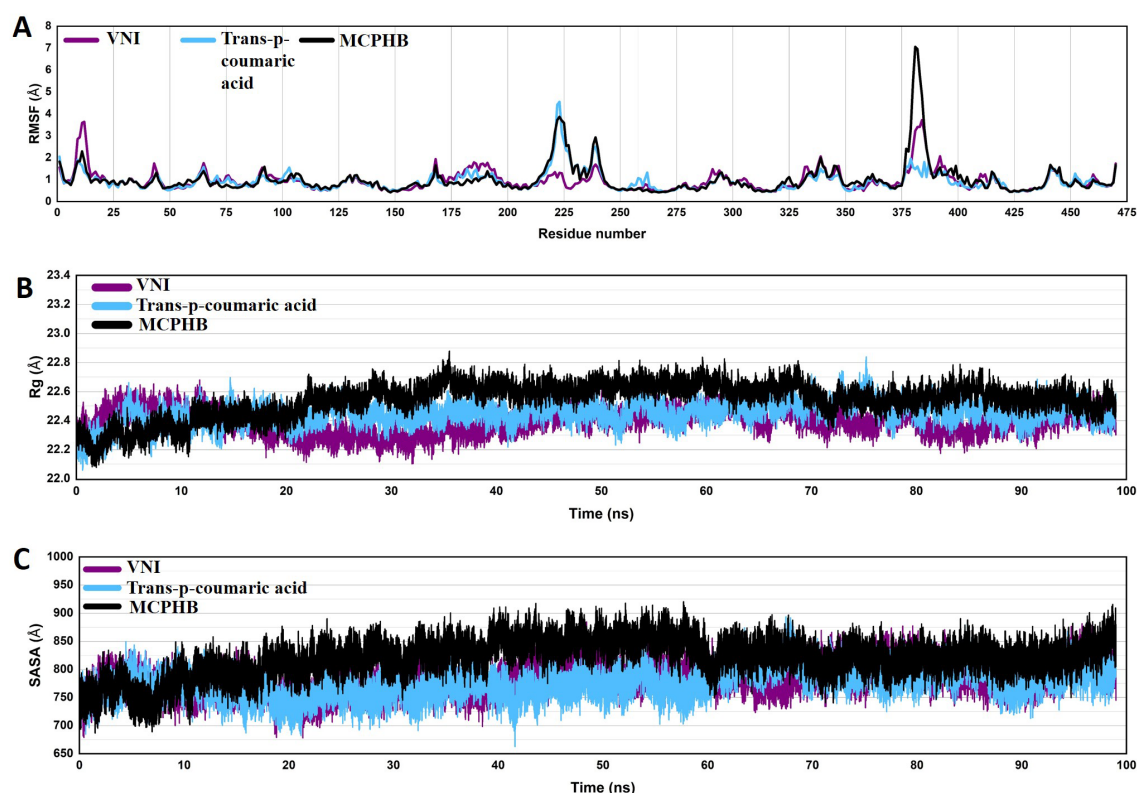 A
VNI
Trans-p-
coumaric
acid
MCPHB
RMSF (Å)
8
7
6
5
4
3
2
1
0
0 25 50 75 100 125 150 175 200 225 250 275 300 325 350 375 400 425 450 475
Residue number
B
VNI
Trans-p-coumaric acid
MCPHB
Rg (Å)
23.4
23.2
23.0
22.8
22.6
22.4
22.2
22.0
0 10 20 30 40 50 60 70 80 90 100
Time (ns)
C
VNI
Trans-p-coumaric acid
MCPHB
SASA (Å)
1000
950
900
850
800
750
700
650
0 10 20 30 40 50 60 70 80 90 100
Time (ns)